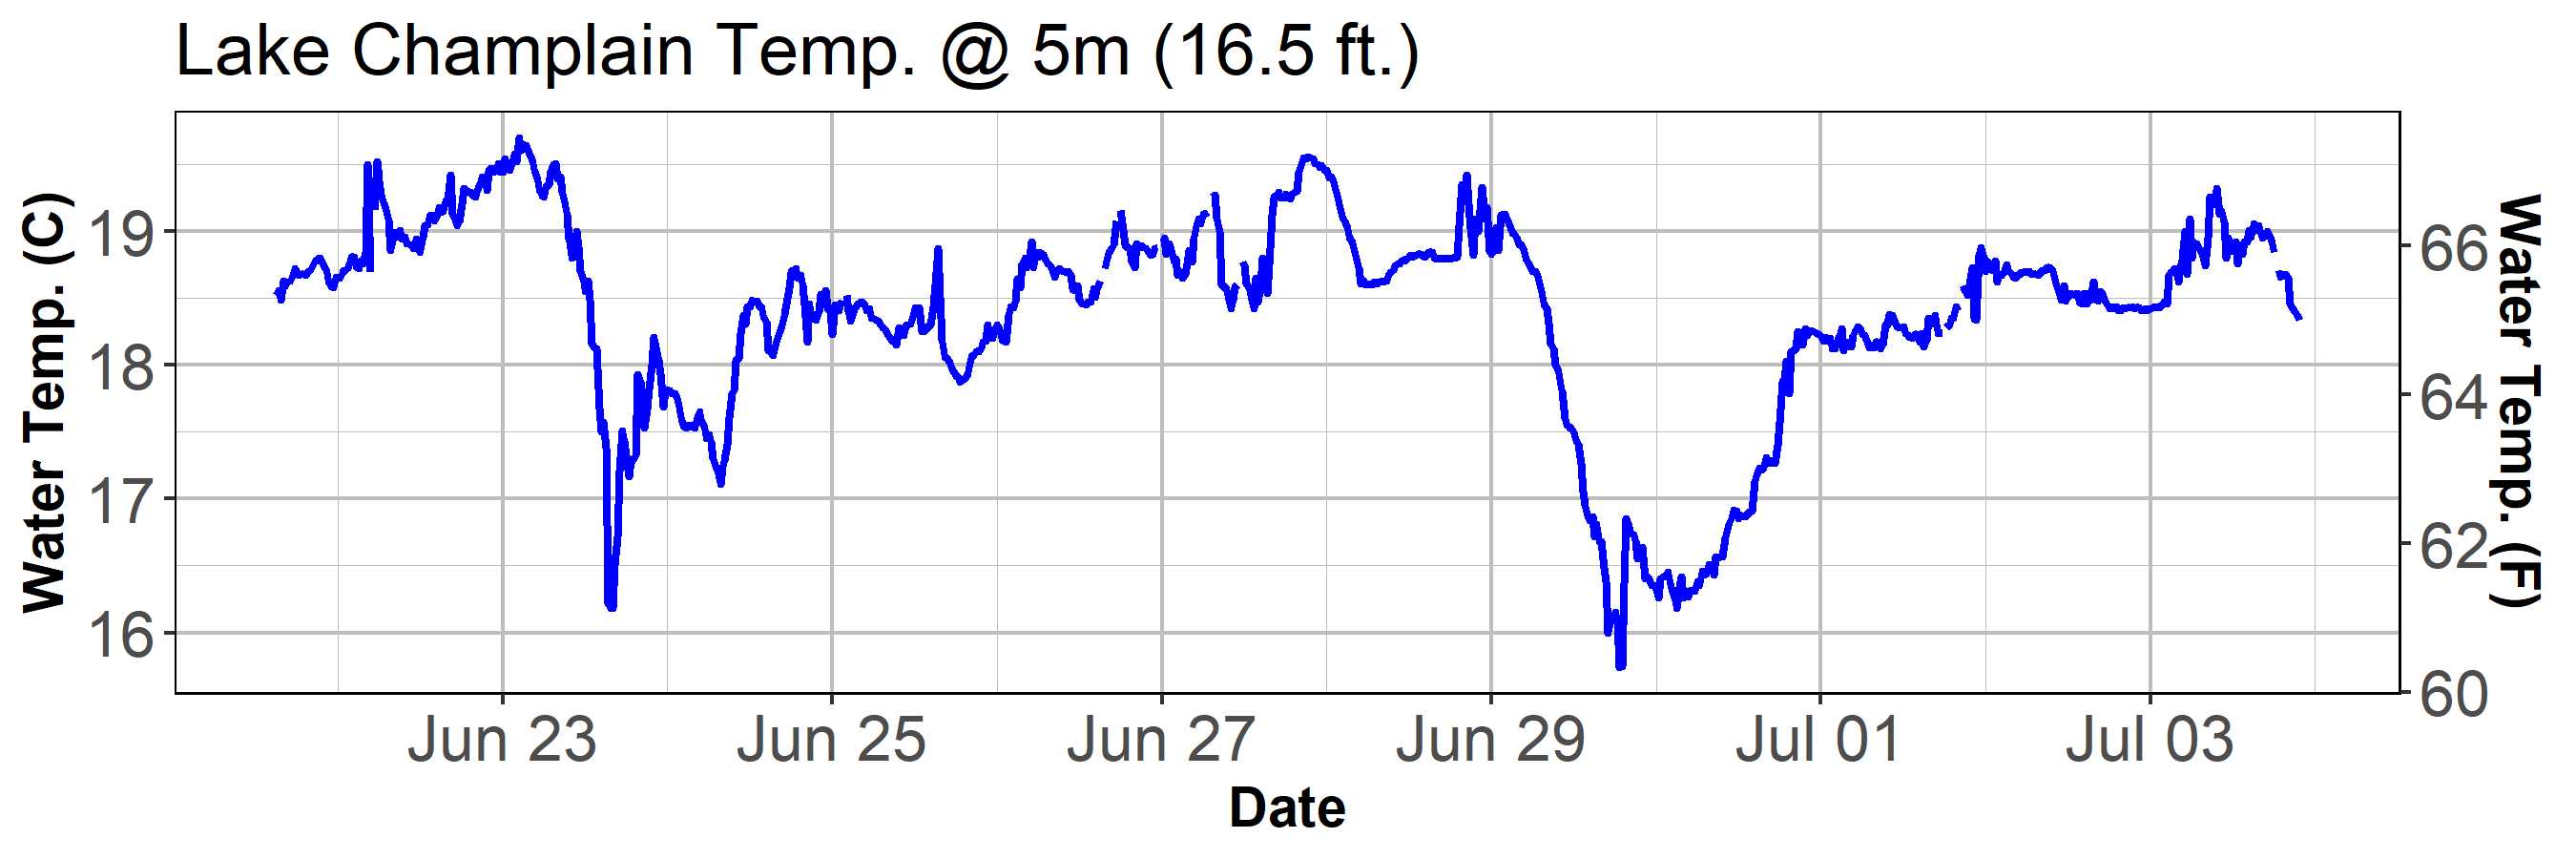 Lake Champlain Temp. @ 5m (16.5 ft.)
Water Temp. (C)
19
18
17
16
66
64
62
60
Water Temp. (F)
Jun 23 Jun 25 Jun 27 Jun 29 Jul 01 Jul 03
Date